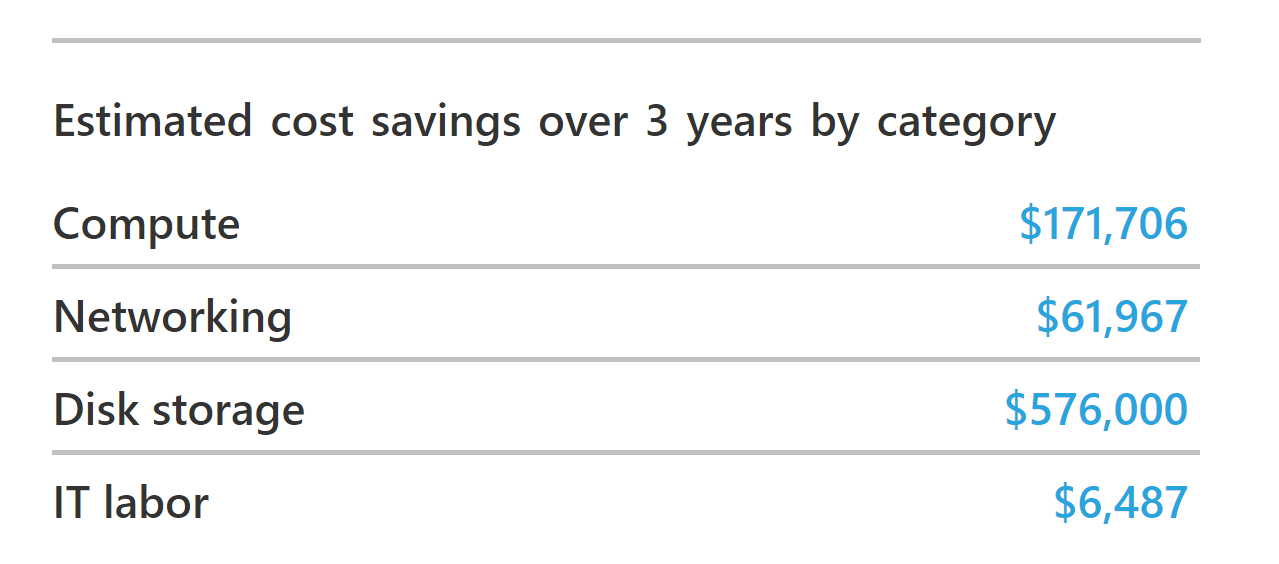 Estimated cost savings over 3 years by category
Compute $171,706
Networking $61,967
Disk storage $576,000
IT labor $6,487